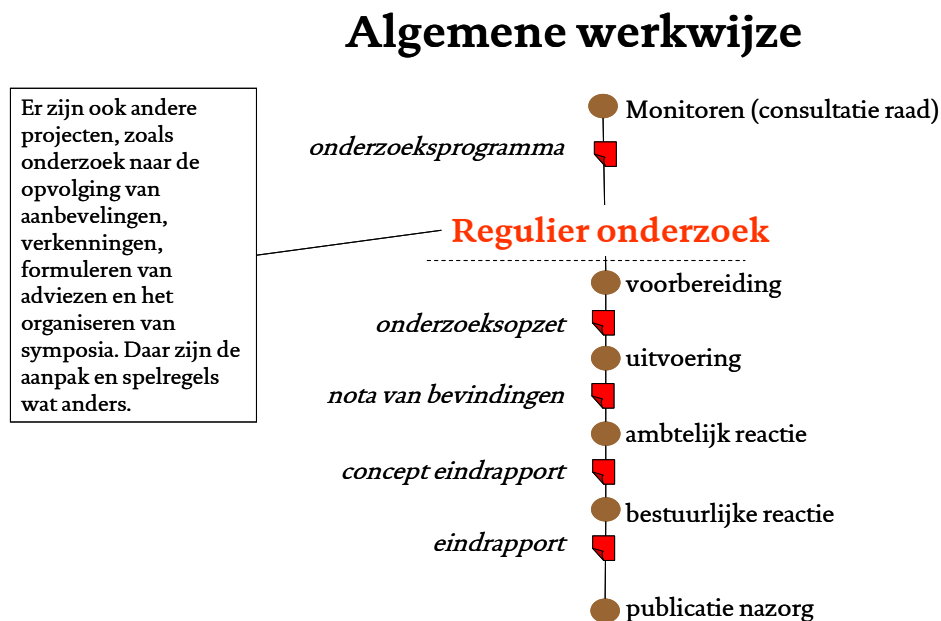 Algemene werkwijze
Er zijn ook andere
projecten, zoals
onderzoek naar de
opvolging van
aanbevelingen,
verkenningen,
formuleren van
adviezen en het
organiseren van
symposia. Daar zijn de
aanpak en spelregels
wat anders.
Monitoren (consultatie raad)
onderzoeksprogramma
Regulier onderzoek
voorbereiding
onderzoeksopzet
uitvoering
nota van bevindingen
ambtelijk reactie
concept eindrapport
bestuurlijke reactie
eindrapport
publicatie nazorg